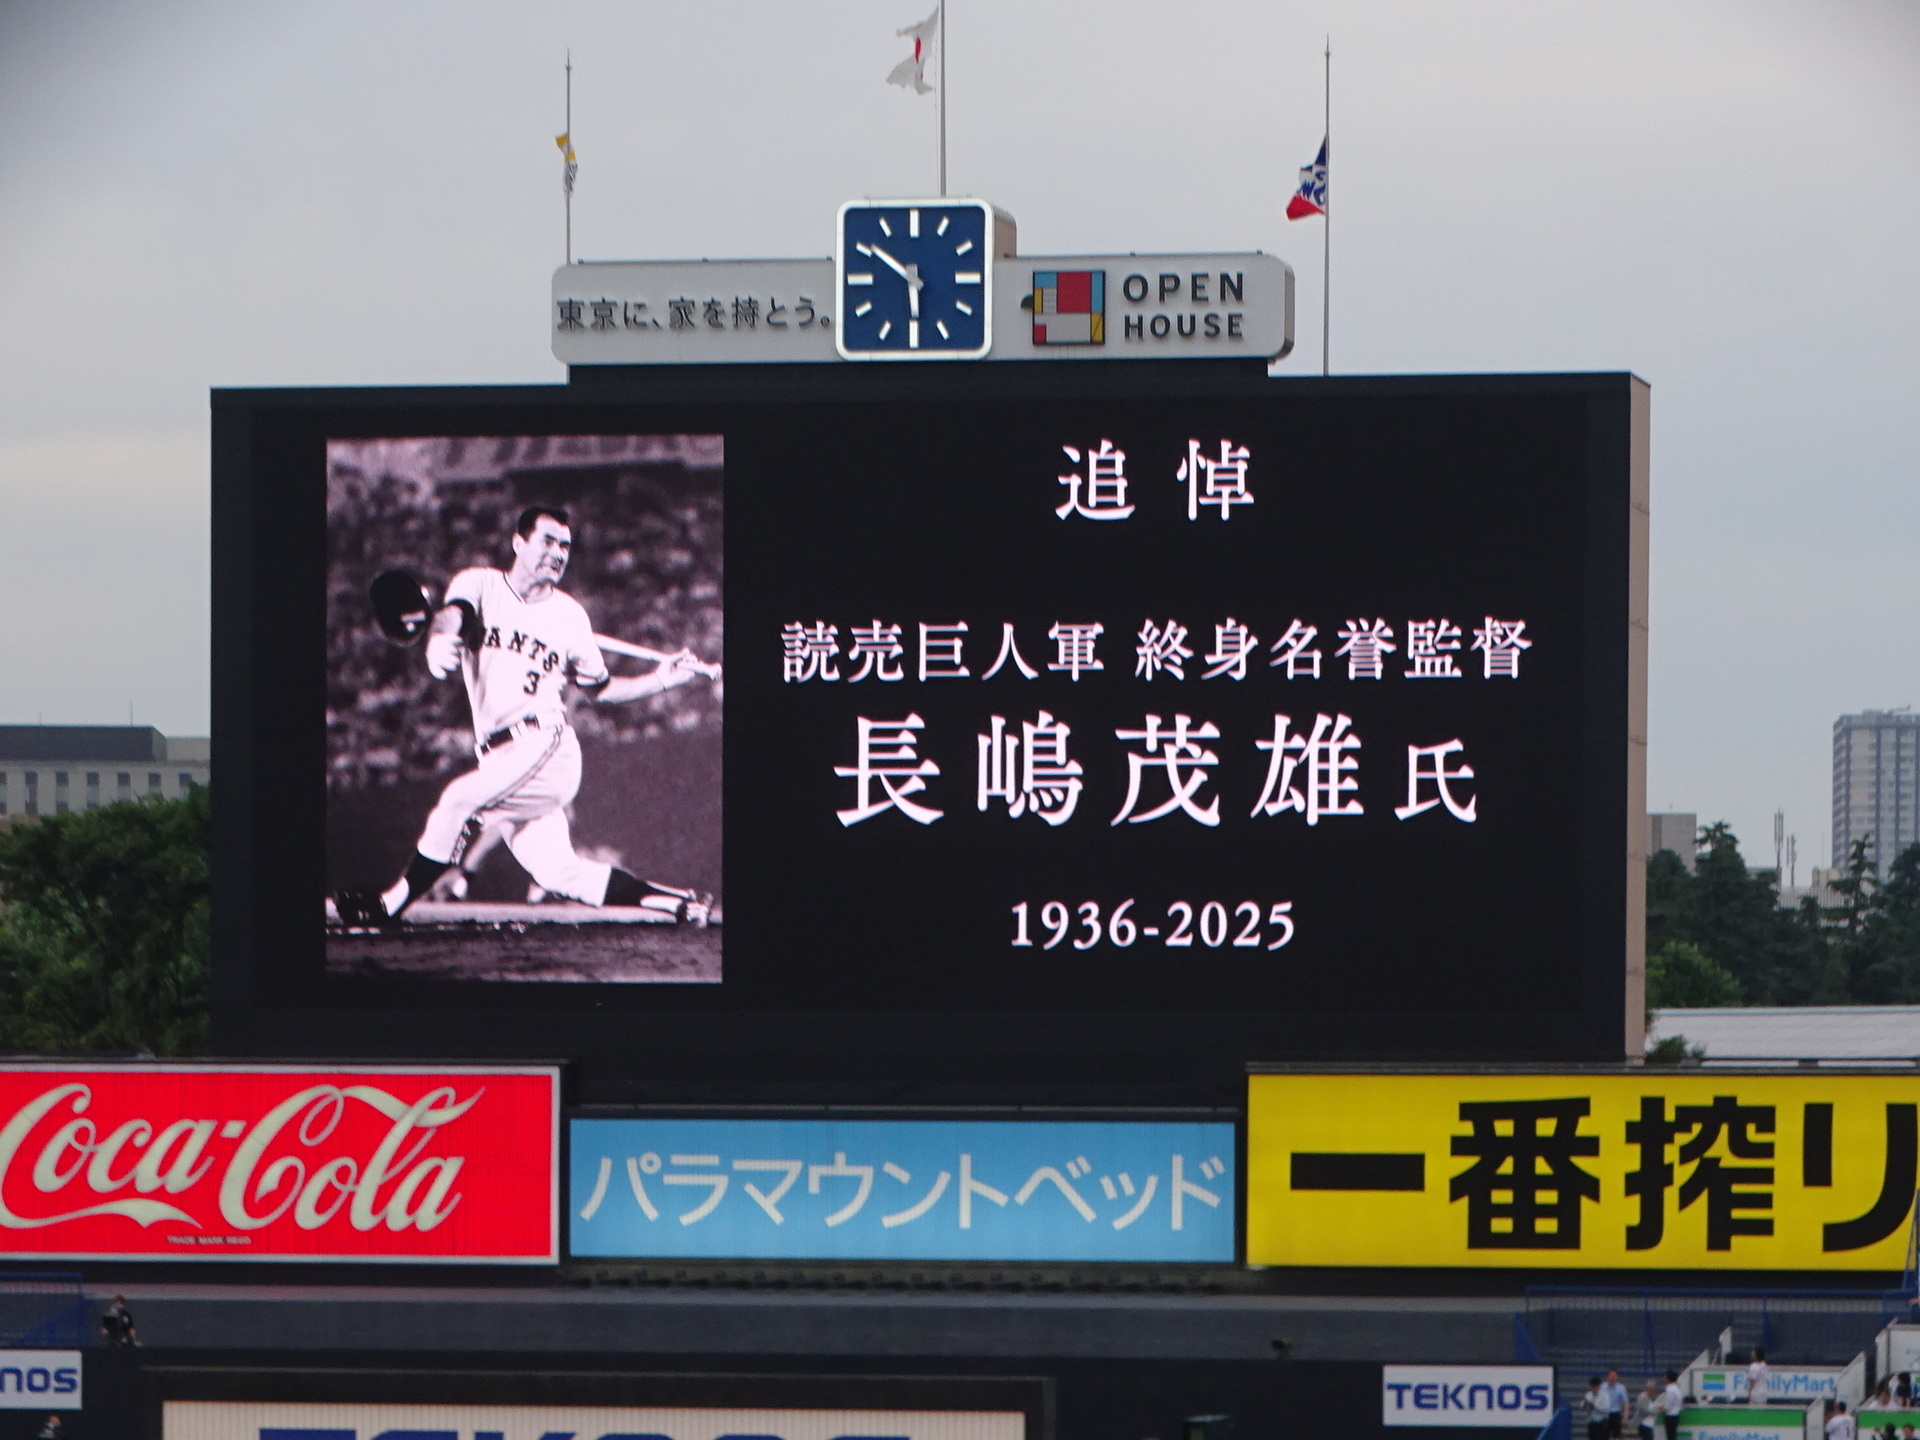 東京に、家を持とう。
OPEN
HOUSE
追悼
読売巨人軍 終身名誉監督
長嶋茂雄氏
1936-2025
ANTS
3
Coca-Cola
パラマウントベッド
一番搾り
NOS
TEKNOS
FamilyMart
FamilyMart